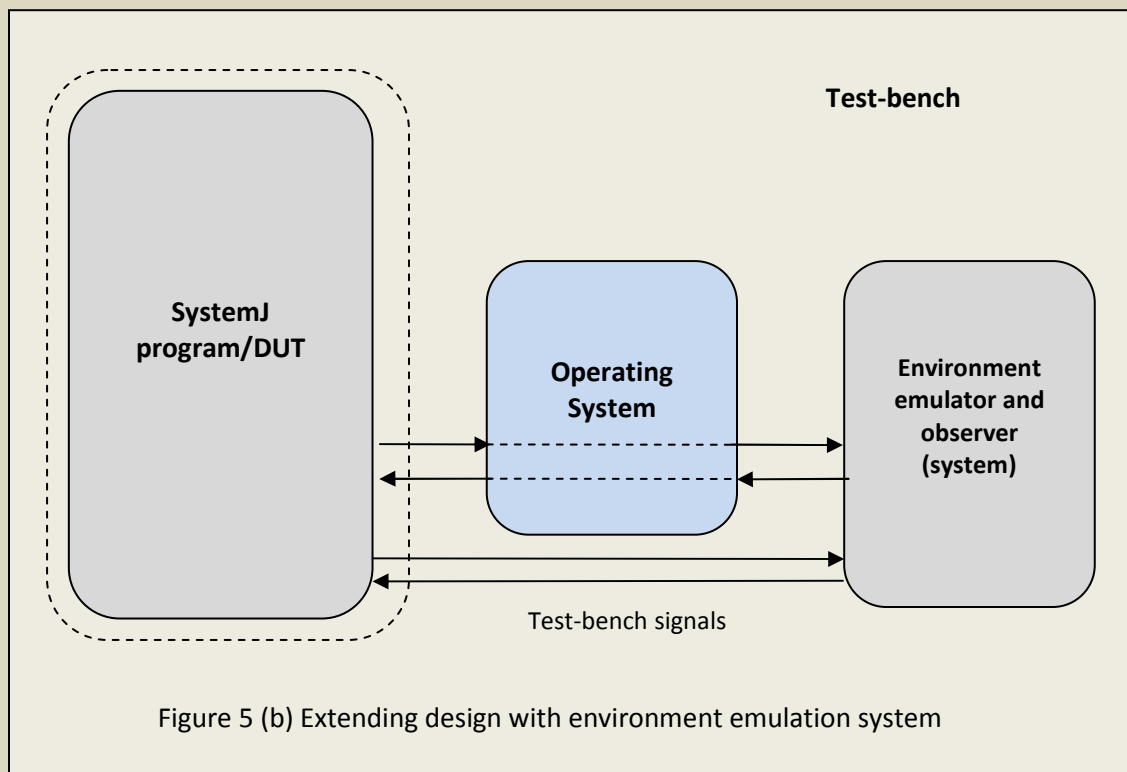 Test-bench
SystemJ
program/DUT
Operating
System
Environment
emulator and
observer
(system)
Test-bench signals
Figure 5 (b) Extending design with environment emulation system